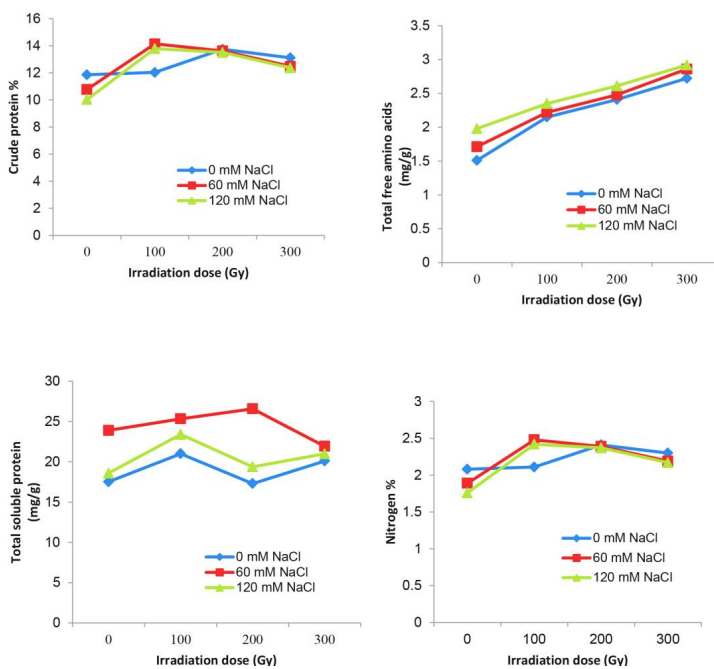 16
14
12
10
8
6
4
2
0
Crude protein %
0 mM NaCl
60 mM NaCl
120 mM NaCl
0 100 200 300
Irradiation dose (Gy)
3.5
3
2.5
2
1.5
1
0.5
0
Total free amino acids
(mg/g)
0 mM NaCl
60 mM NaCl
120 mM NaCl
0 100 200 300
Irradiation dose (Gy)
30
25
20
15
10
5
0
Total soluble protein
(mg/g)
0 mM NaCl
60 mM NaCl
120 mM NaCl
0 100 200 300
Irradiation dose (Gy)
3
2.5
2
1.5
1
0.5
0
Nitrogen %
0 mM NaCl
60 mM NaCl
120 mM NaCl
0 100 200 300
Irradiation dose (Gy)